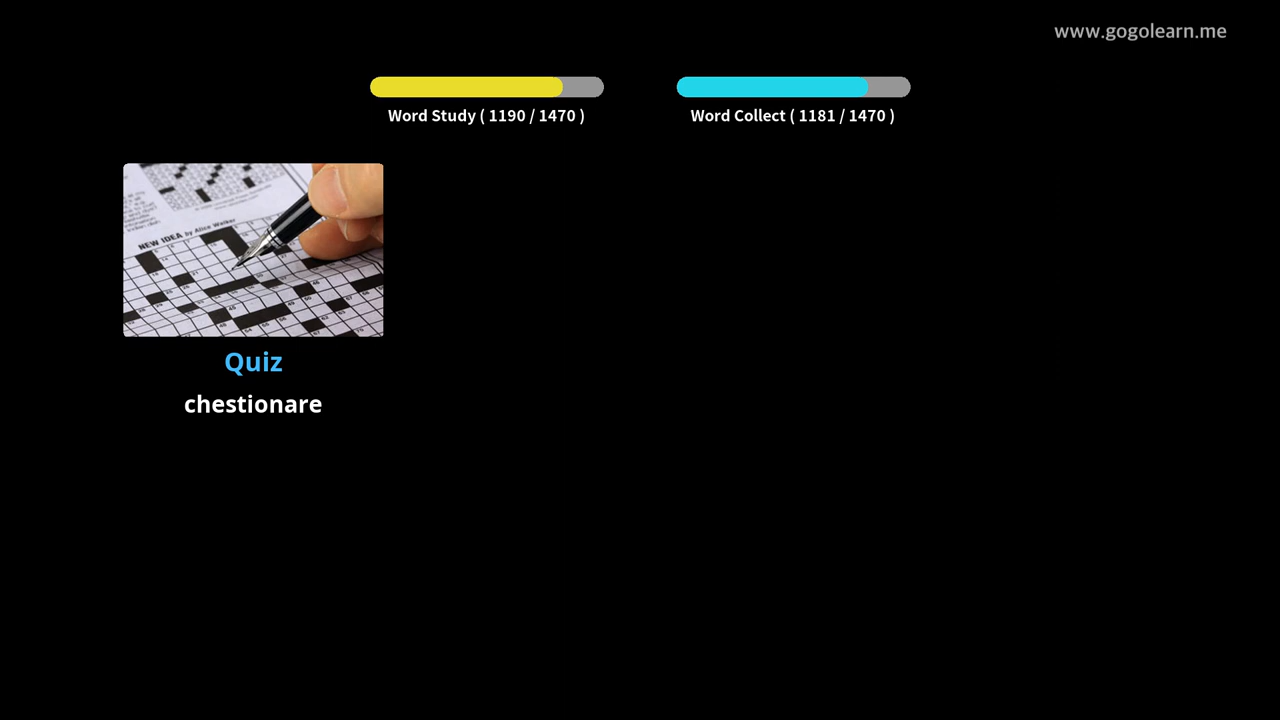 www.gogolearn.me
Word Study ( 1190 / 1470 )
Word Collect ( 1181 / 1470 )
NEW IDEA by Alice Walker
Quiz
chestionare